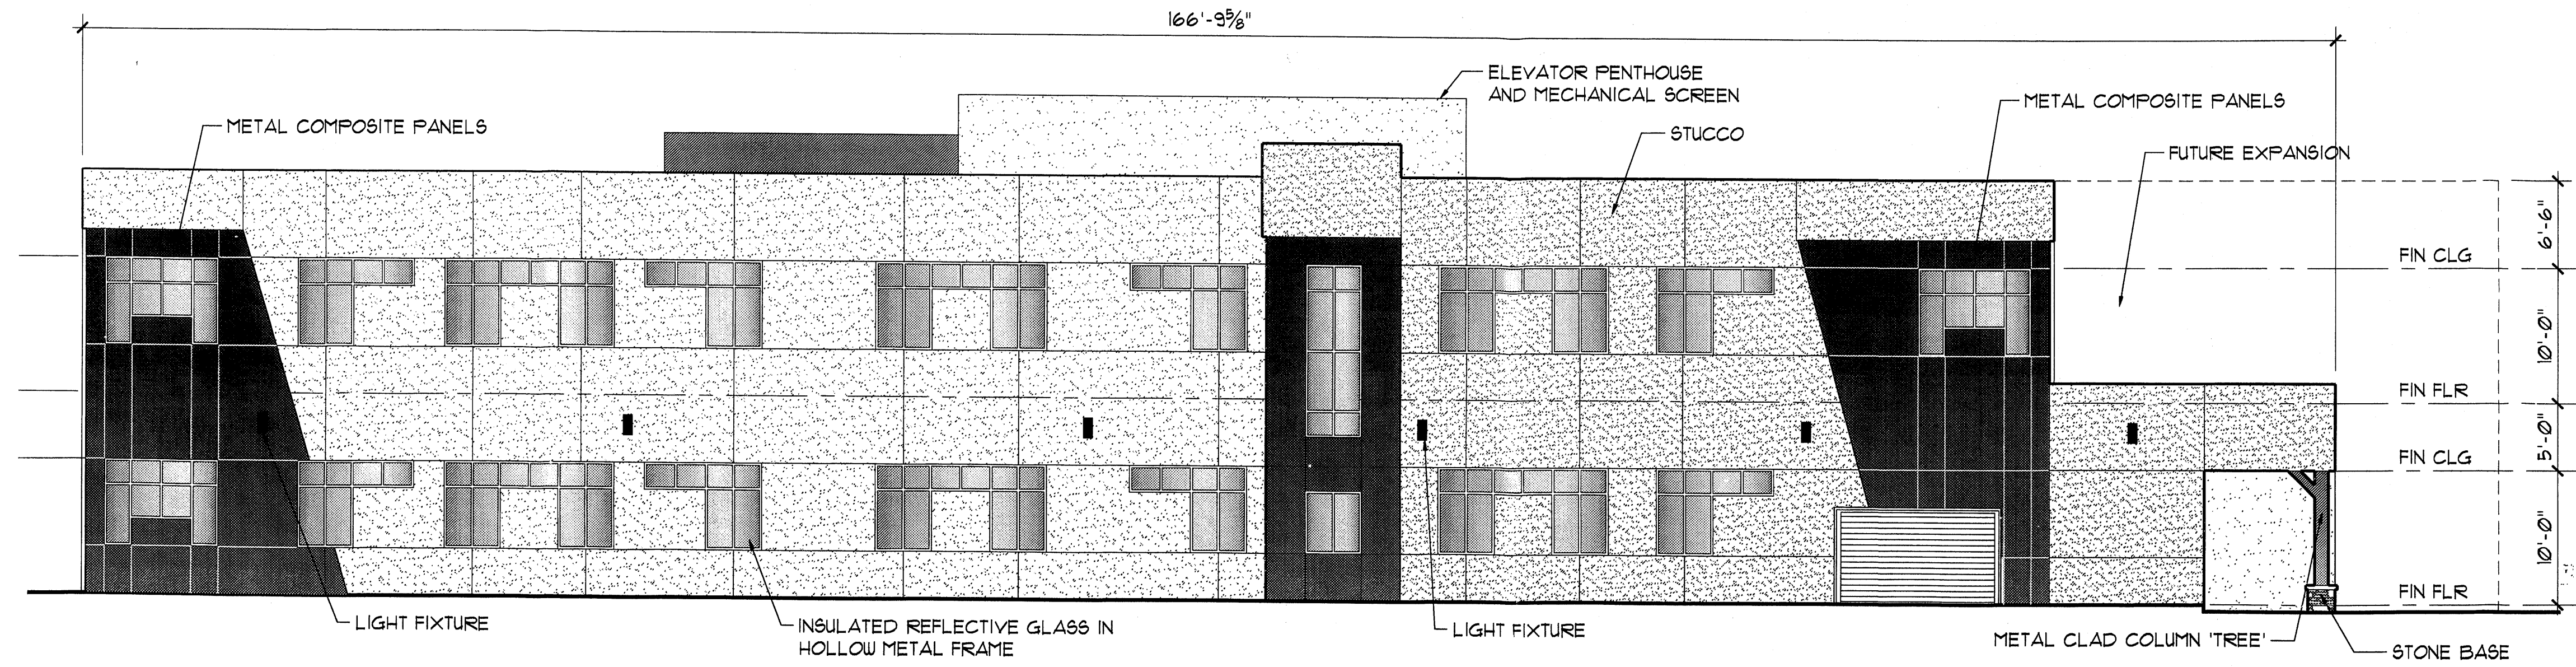 166'-9⅝"
ELEVATOR PENTHOUSE
AND MECHANICAL SCREEN
METAL COMPOSITE PANELS
STUCCO
METAL COMPOSITE PANELS
FUTURE EXPANSION
6'-6"
FIN CLG
10'-0"
FIN FLR
5'-0"
FIN CLG
10'-0"
FIN FLR
LIGHT FIXTURE
INSULATED REFLECTIVE GLASS IN
HOLLOW METAL FRAME
LIGHT FIXTURE
METAL CLAD COLUMN 'TREE'
STONE BASE